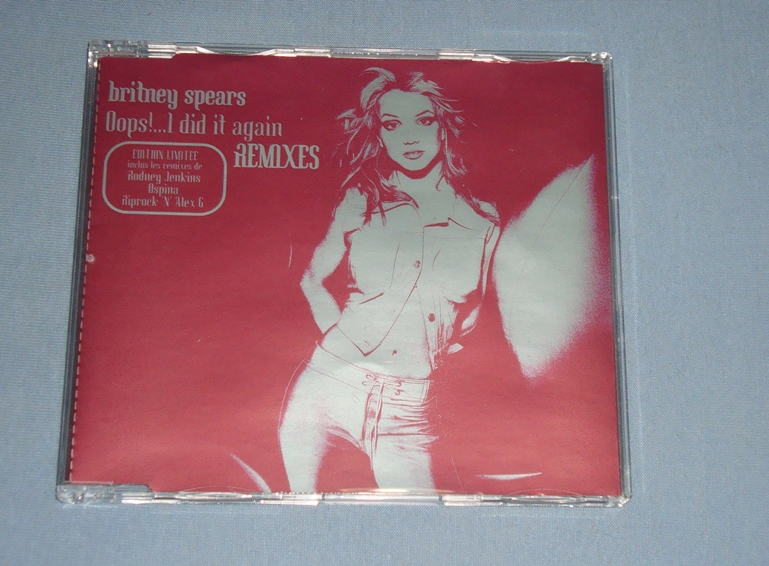 britney spears
Oops!...I did it again
REMIXES
EDITION LIMITEE
inclus les remixes de
Rodney Jenkins
Ospina
Riprock 'N' Alex G